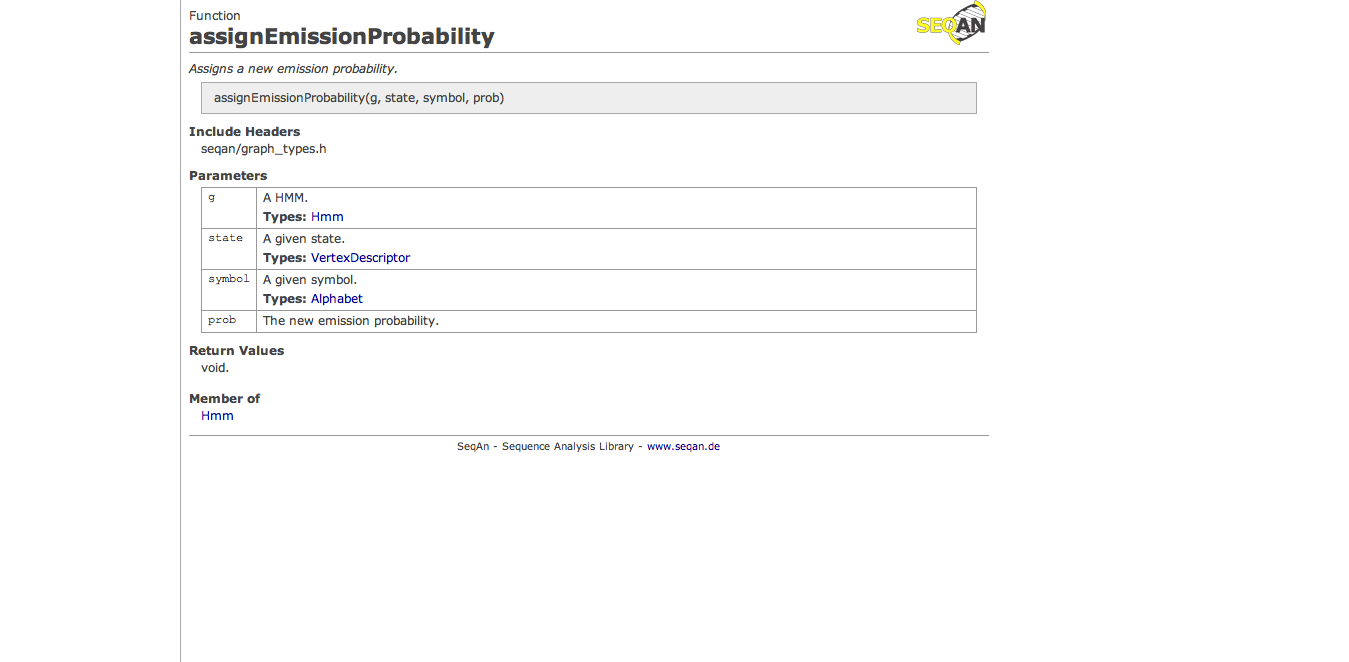 Function
SEQAN
assignEmissionProbability
Assigns a new emission probability.
assignEmissionProbability(g, state, symbol, prob)
Include Headers
seqan/graph_types.h
Parameters
g
A HMM.
Types: Hmm
state
A given state.
Types: VertexDescriptor
symbol
A given symbol.
Types: Alphabet
prob
The new emission probability.
Return Values
void.
Member of
Hmm
SeqAn - Sequence Analysis Library - www.seqan.de